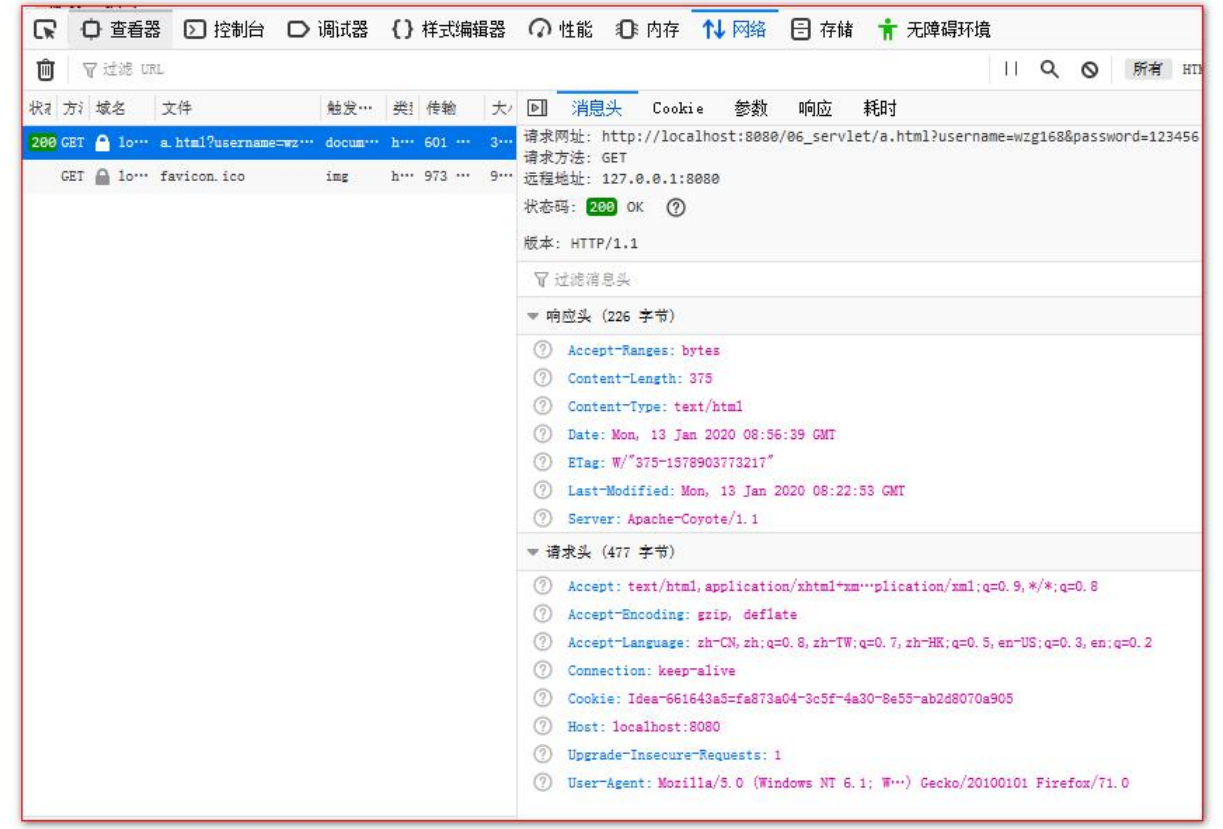 查看器 控制台 调试器 {} 样式编辑器 性能 内存 网络 存储 无障碍环境
过滤 URL 所有
域名 文件 触发… 传输
消息头 Cookie 参数 响应 耗时
200 GET lo… a.html?username=wz… docum… h… 601 … 3…
GET lo… favicon.ico img h… 973 … 9…
请求网址: http://localhost:8080/06_servlet/a.html?username=wzg168&password=123456
请求方法: GET
远程地址: 127.0.0.1:8080
状态码: 200 OK
版本: HTTP/1.1
过滤消息头
响应头 (226 字节)
Accept-Ranges: bytes
Content-Length: 375
Content-Type: text/html
Date: Mon, 13 Jan 2020 08:56:39 GMT
ETag: W/"375-1578903773217"
Last-Modified: Mon, 13 Jan 2020 08:22:53 GMT
Server: Apache-Coyote/1.1
请求头 (477 字节)
Accept: text/html,application/xhtml+xm…plication/xml;q=0.9,*/*;q=0.8
Accept-Encoding: gzip, deflate
Accept-Language: zh-CN,zh;q=0.8,zh-TW;q=0.7,zh-HK;q=0.5,en-US;q=0.3,en;q=0.2
Connection: keep-alive
Cookie: Idea-661643a5=fa873a04-3c5f-4a30-8e55-ab2d8070a905
Host: localhost:8080
Upgrade-Insecure-Requests: 1
User-Agent: Mozilla/5.0 (Windows NT 6.1; W…) Gecko/20100101 Firefox/71.0